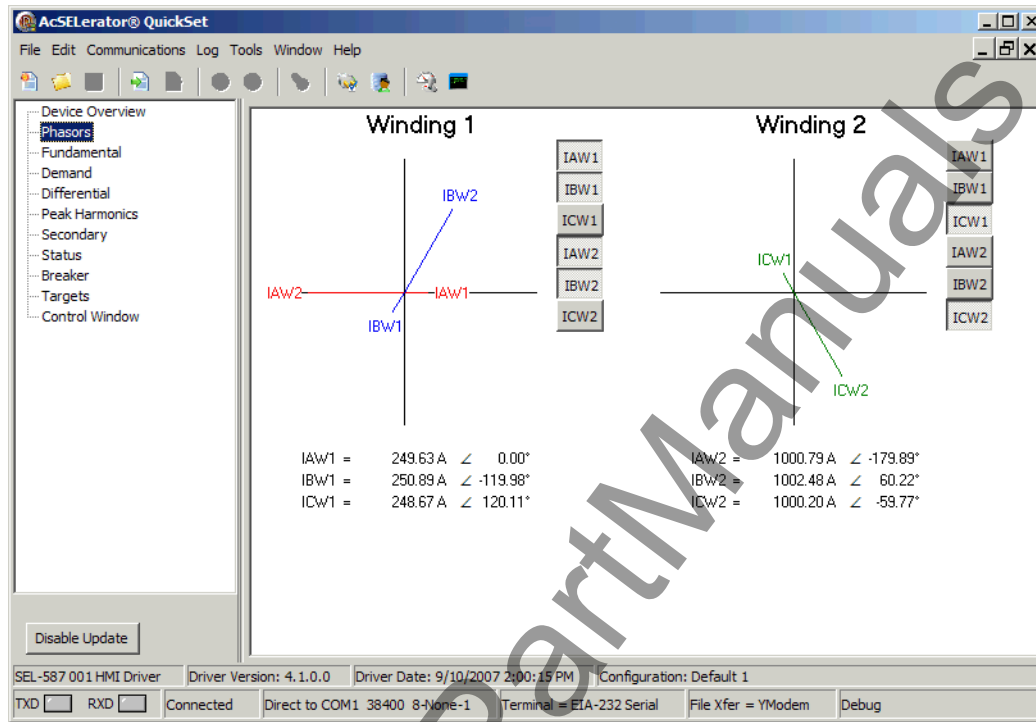 AcSELerator® QuickSet
File Edit Communications Log Tools Window Help
Device Overview
Phasors
Fundamental
Demand
Differential
Peak Harmonics
Secondary
Status
Breaker
Targets
Control Window
Disable Update
Winding 1
IBW2
IAW2
IAW1
IBW1
IAW1
IBW1
ICW1
IAW2
IBW2
ICW2
IAW1 = 249.63 A ∠ 0.00°
IBW1 = 250.89 A ∠ -119.98°
ICW1 = 248.67 A ∠ 120.11°
Winding 2
ICW1
ICW2
IAW1
IBW1
ICW1
IAW2
IBW2
ICW2
IAW2 = 1000.79 A ∠ -179.89°
IBW2 = 1002.48 A ∠ 60.22°
ICW2 = 1000.20 A ∠ -59.77°
SEL-587 001 HMI Driver Driver Version: 4.1.0.0 Driver Date: 9/10/2007 2:00:15 PM Configuration: Default 1
TXD RXD Connected Direct to COM1 38400 8-None-1 Terminal = EIA-232 Serial File Xfer = YModem Debug
PartManuals